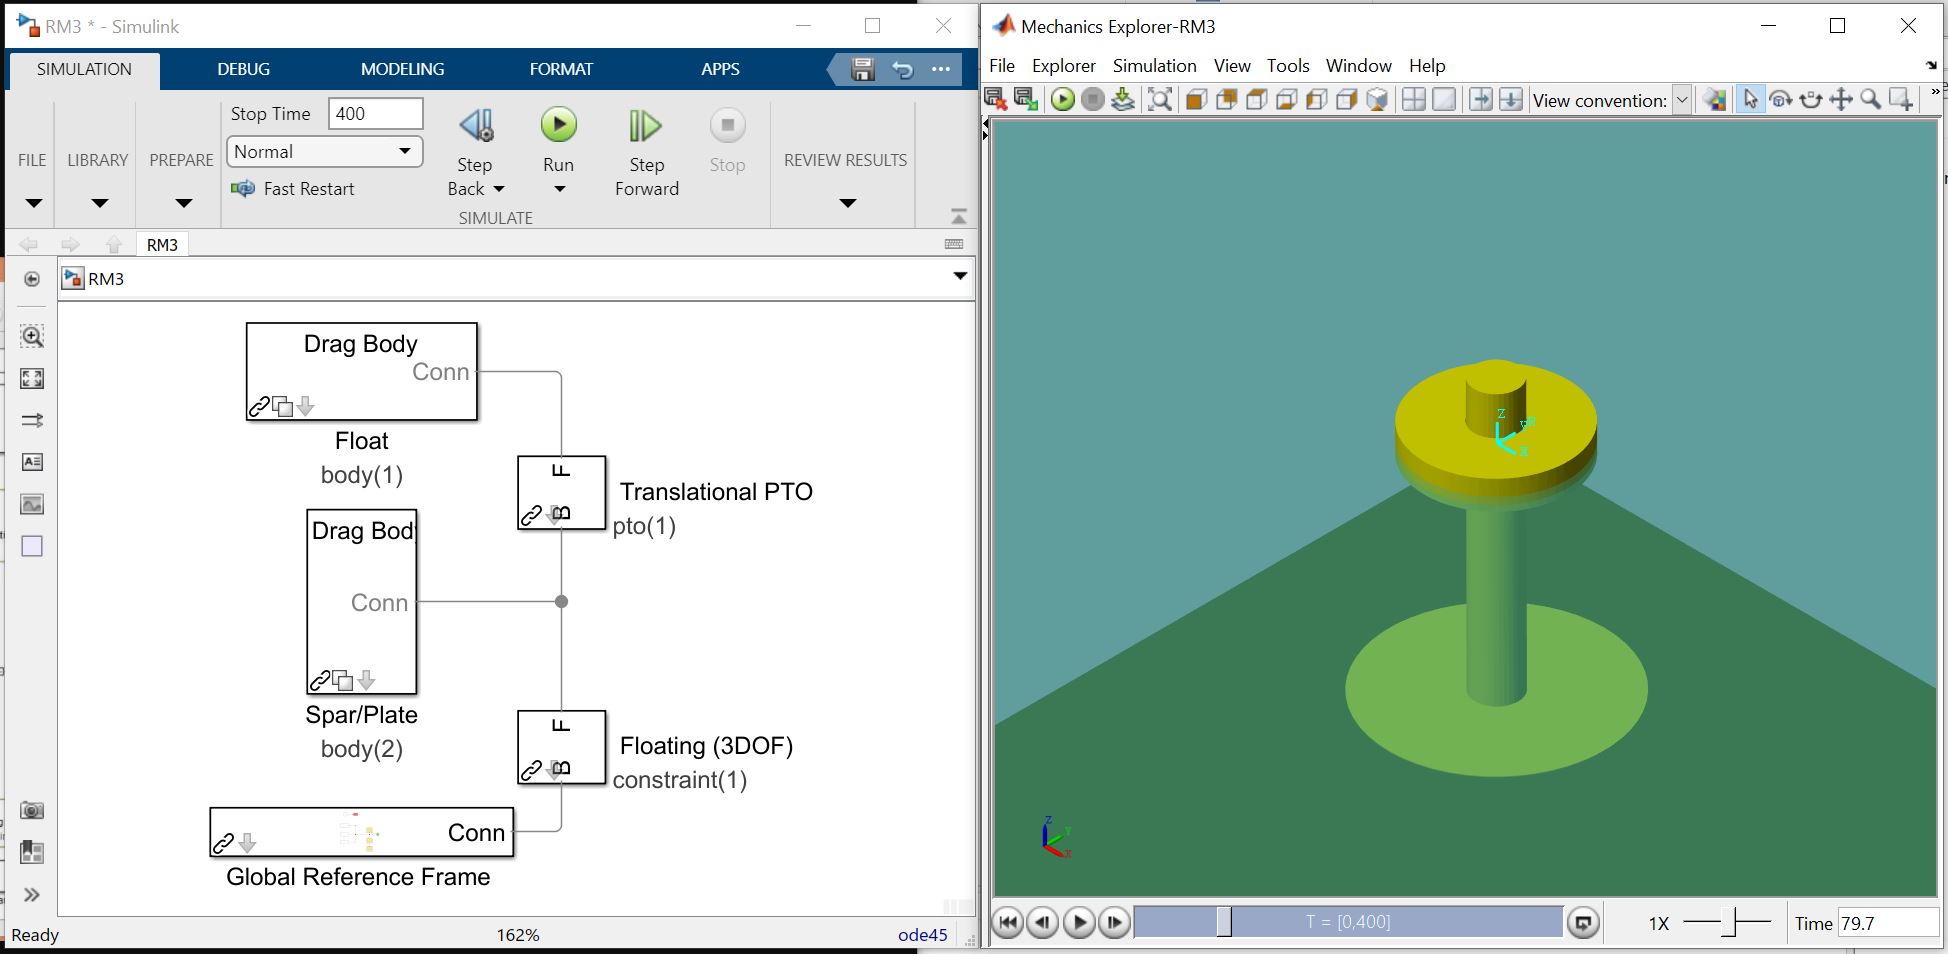 RM3 * - Simulink
SIMULATION DEBUG MODELING FORMAT APPS
FILE
LIBRARY
PREPARE
Stop Time 400
Normal
Fast Restart
Step Back
Run
Step Forward
Stop
SIMULATE
REVIEW RESULTS
RM3
RM3
Drag Body
Conn
Float
body(1)
F
B
Translational PTO
pto(1)
Drag Bod
Conn
Spar/Plate
body(2)
F
B
Floating (3DOF)
constraint(1)
Conn
Global Reference Frame
Ready 162% ode45
Mechanics Explorer-RM3
File Explorer Simulation View Tools Window Help
View convention:
Z
X
Z
Y
X
T = [0,400]
1X
Time 79.7